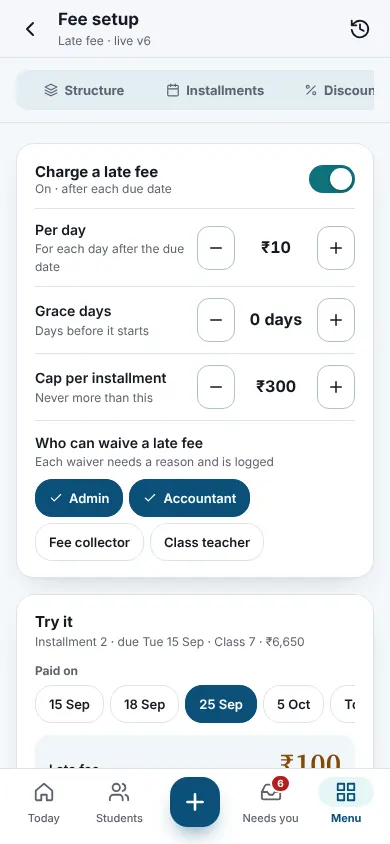 Fee setup
Late fee · live v6
Structure
Installments
Discoun
Charge a late fee
On · after each due date
Per day
For each day after the due
date
₹10
Grace days
Days before it starts
0 days
Cap per installment
Never more than this
₹300
Who can waive a late fee
Each waiver needs a reason and is logged
Admin
Accountant
Fee collector
Class teacher
Try it
Installment 2 · due Tue 15 Sep · Class 7 · ₹6,650
Paid on
15 Sep
18 Sep
25 Sep
5 Oct
Late fee
₹100
6
Today
Students
Needs you
Menu